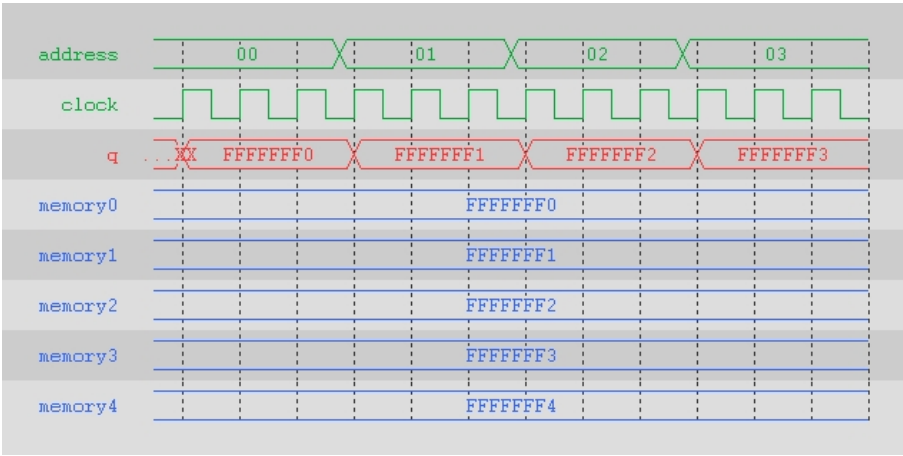 address 00 01 02 03
clock
q ...XX FFFFFFF0 FFFFFFF1 FFFFFFF2 FFFFFFF3
memory0 FFFFFFF0
memory1 FFFFFFF1
memory2 FFFFFFF2
memory3 FFFFFFF3
memory4 FFFFFFF4